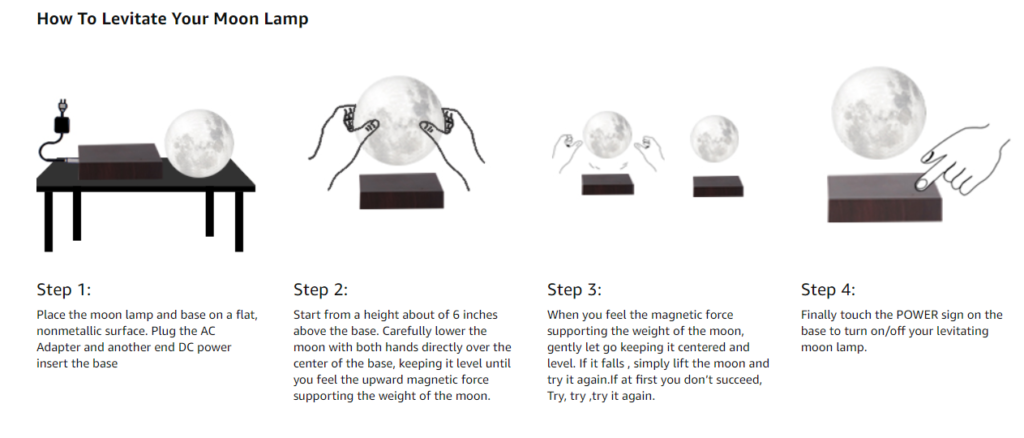 How To Levitate Your Moon Lamp
Step 1:
Place the moon lamp and base on a flat,
nonmetallic surface. Plug the AC
Adapter and another end DC power
insert the base
Step 2:
Start from a height about of 6 inches
above the base. Carefully lower the
moon with both hands directly over the
center of the base, keeping it level until
you feel the upward magnetic force
supporting the weight of the moon.
Step 3:
When you feel the magnetic force
supporting the weight of the moon,
gently let go keeping it centered and
level. If it falls , simply lift the moon and
try it again.If at first you don't succeed,
Try, try ,try it again.
Step 4:
Finally touch the POWER sign on the
base to turn on/off your levitating
moon lamp.